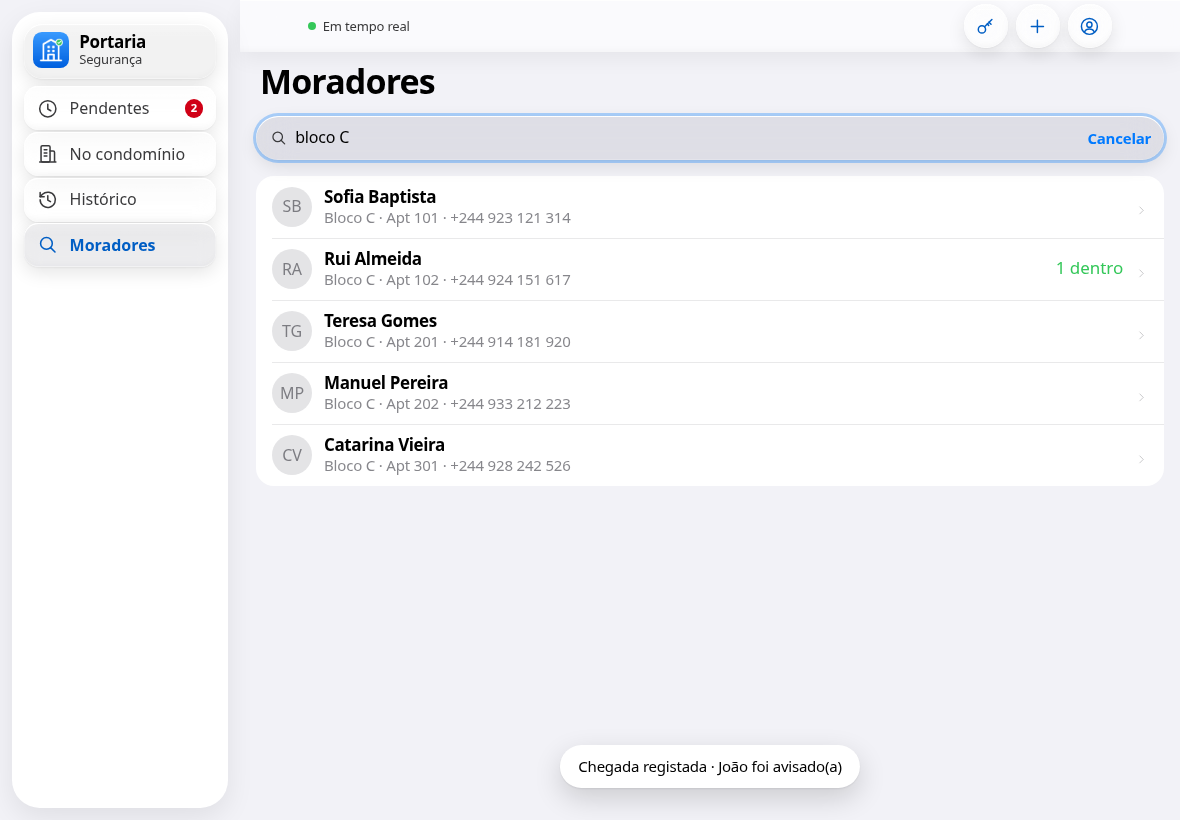 Portaria
Segurança
Pendentes 2
No condomínio
Histórico
Moradores
Em tempo real
Moradores
bloco C Cancelar
SB Sofia Baptista
Bloco C · Apt 101 · +244 923 121 314
RA Rui Almeida
Bloco C · Apt 102 · +244 924 151 617
1 dentro
TG Teresa Gomes
Bloco C · Apt 201 · +244 914 181 920
MP Manuel Pereira
Bloco C · Apt 202 · +244 933 212 223
CV Catarina Vieira
Bloco C · Apt 301 · +244 928 242 526
Chegada registada · João foi avisado(a)